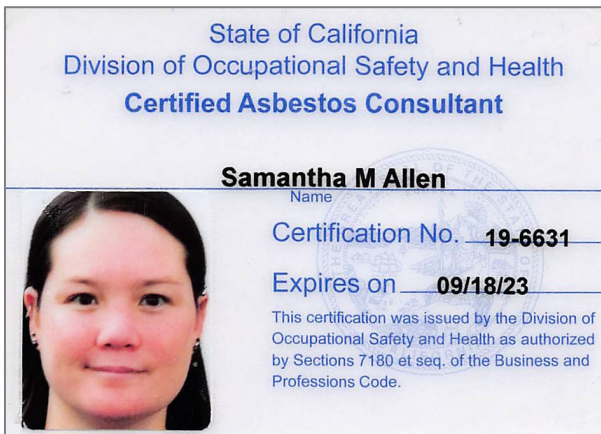 State of California
Division of Occupational Safety and Health
Certified Asbestos Consultant
Samantha M Allen
Name
Certification No. 19-6631
Expires on 09/18/23
This certification was issued by the Division of
Occupational Safety and Health as authorized
by Sections 7180 et seq. of the Business and
Professions Code.